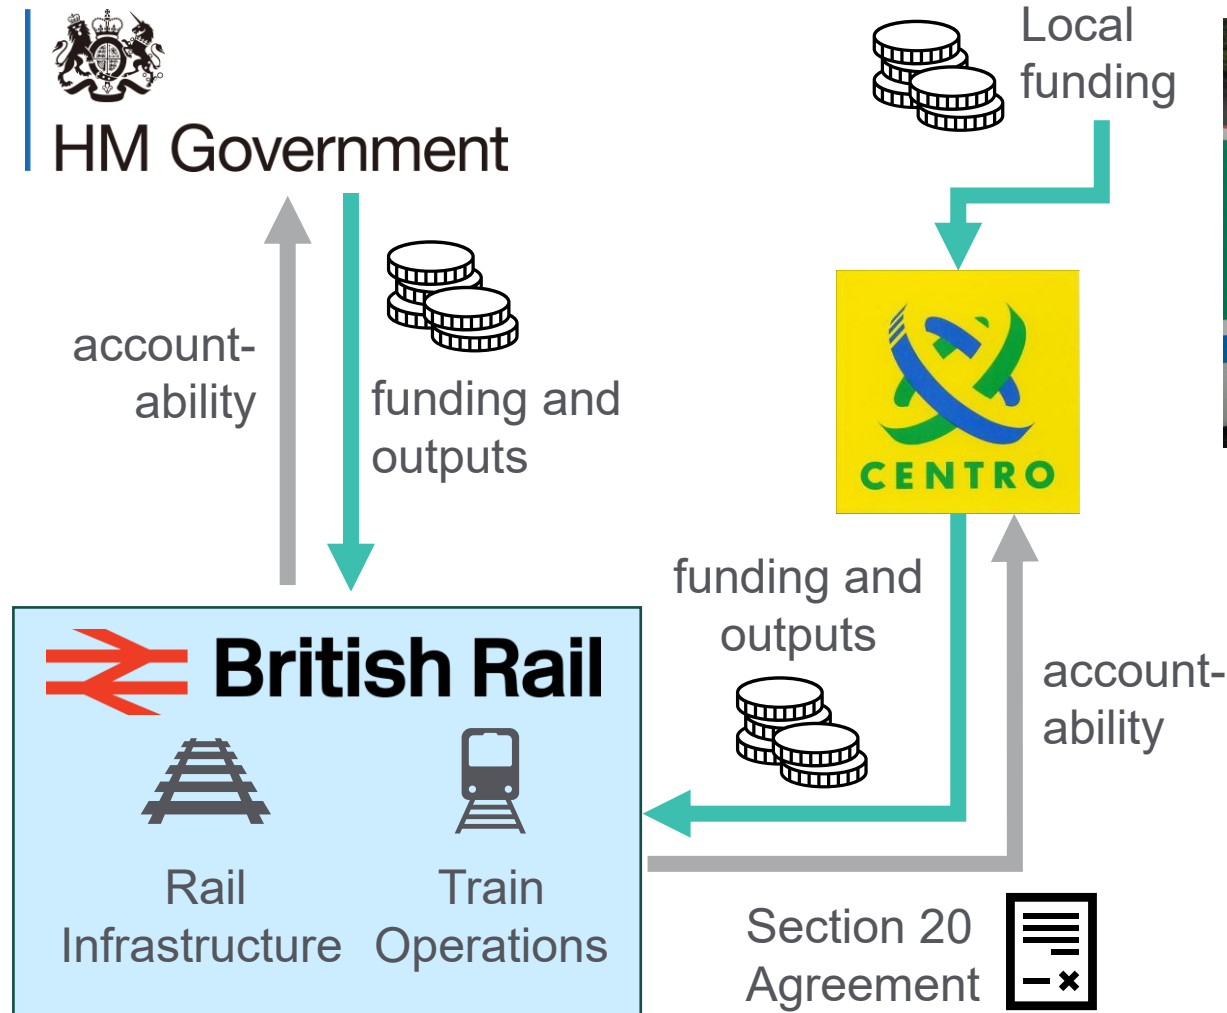 HM Government
Local
funding
account-
ability
funding and
outputs
CENTRO
funding and
outputs
account-
ability
British Rail
Rail
Infrastructure
Train
Operations
Section 20
Agreement